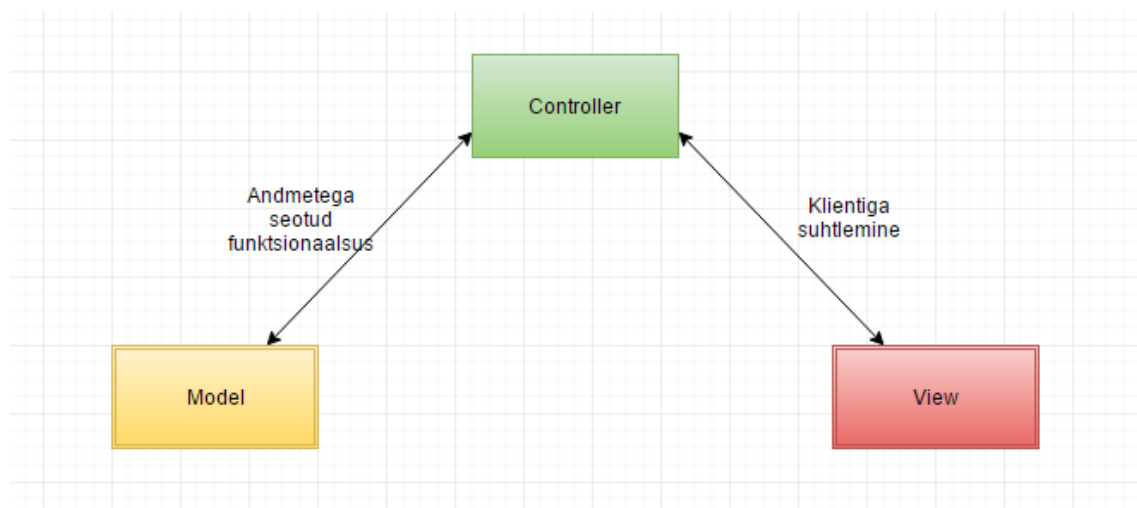 Controller
Andmetega
seotud
funktsionaalsus
Klientiga
suhtlemine
Model
View